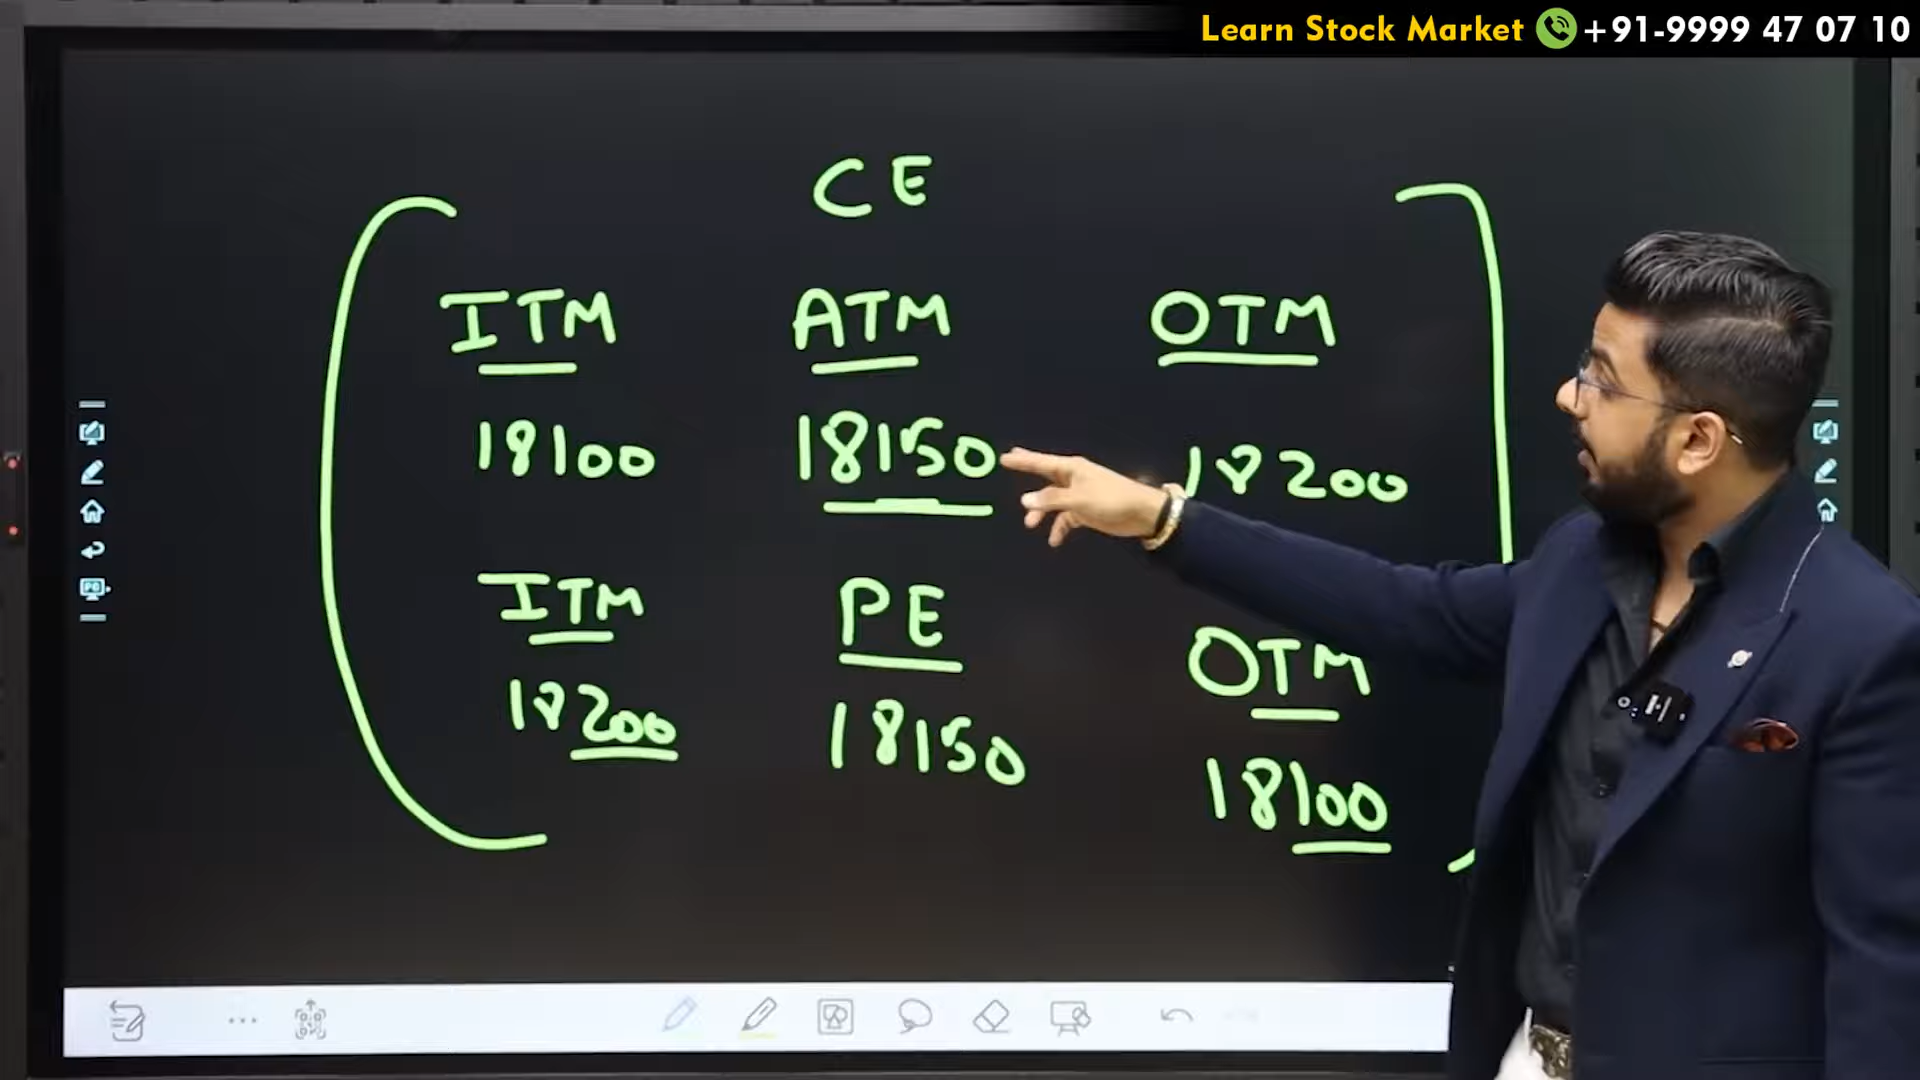 Learn Stock Market +91-9999 47 07 10
CE
ITM ATM OTM
18100 18150 18200
ITM PE OTM
18200 18150 18100